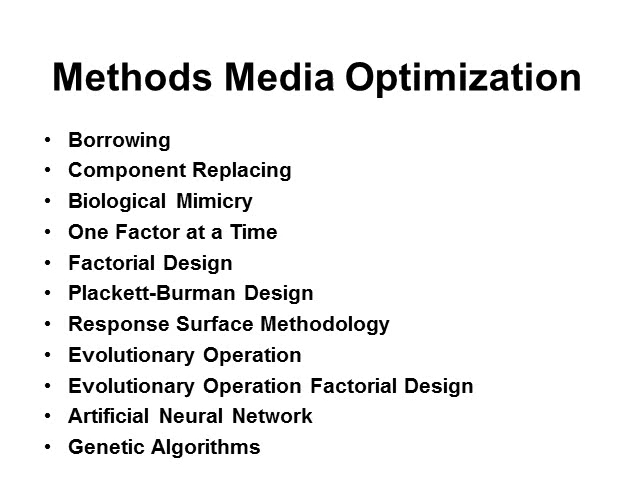 Methods Media Optimization
• Borrowing
• Component Replacing
• Biological Mimicry
• One Factor at a Time
• Factorial Design
• Plackett-Burman Design
• Response Surface Methodology
• Evolutionary Operation
• Evolutionary Operation Factorial Design
• Artificial Neural Network
• Genetic Algorithms